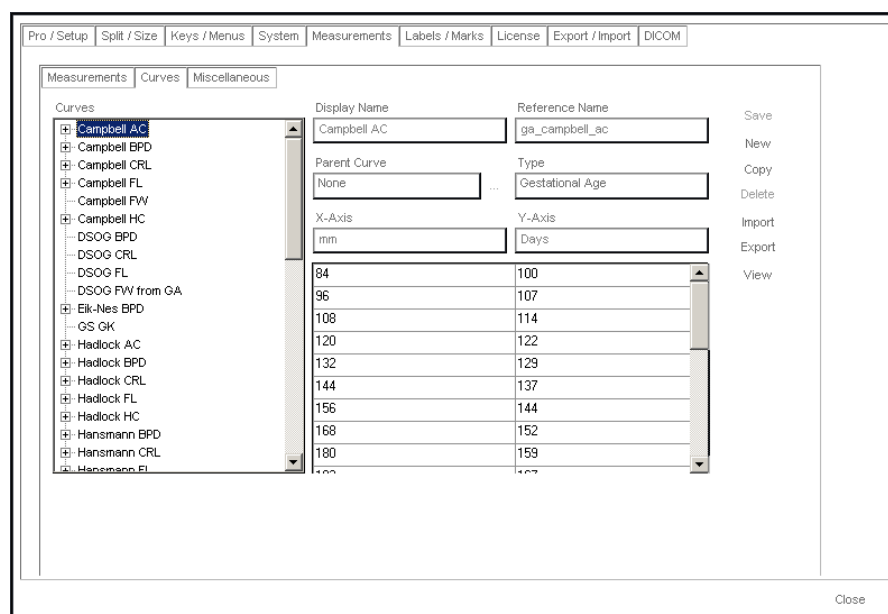 Pro / Setup Split / Size Keys / Menus System Measurements Labels / Marks License Export / Import DICOM
Measurements Curves Miscellaneous
Curves
Campbell AC
Campbell BPD
Campbell CRL
Campbell FL
Campbell FW
Campbell HC
DSOG BPD
DSOG CRL
DSOG FL
DSOG FW from GA
Eik-Nes BPD
GS GK
Hadlock AC
Hadlock BPD
Hadlock CRL
Hadlock FL
Hadlock HC
Hansmann BPD
Hansmann CRL
Hansmann FL
Display Name Reference Name
Campbell AC ga_campbell_ac
Parent Curve Type
None ... Gestational Age
X-Axis Y-Axis
mm Days
84 100
96 107
108 114
120 122
132 129
144 137
156 144
168 152
180 159
Save
New
Copy
Delete
Import
Export
View
Close